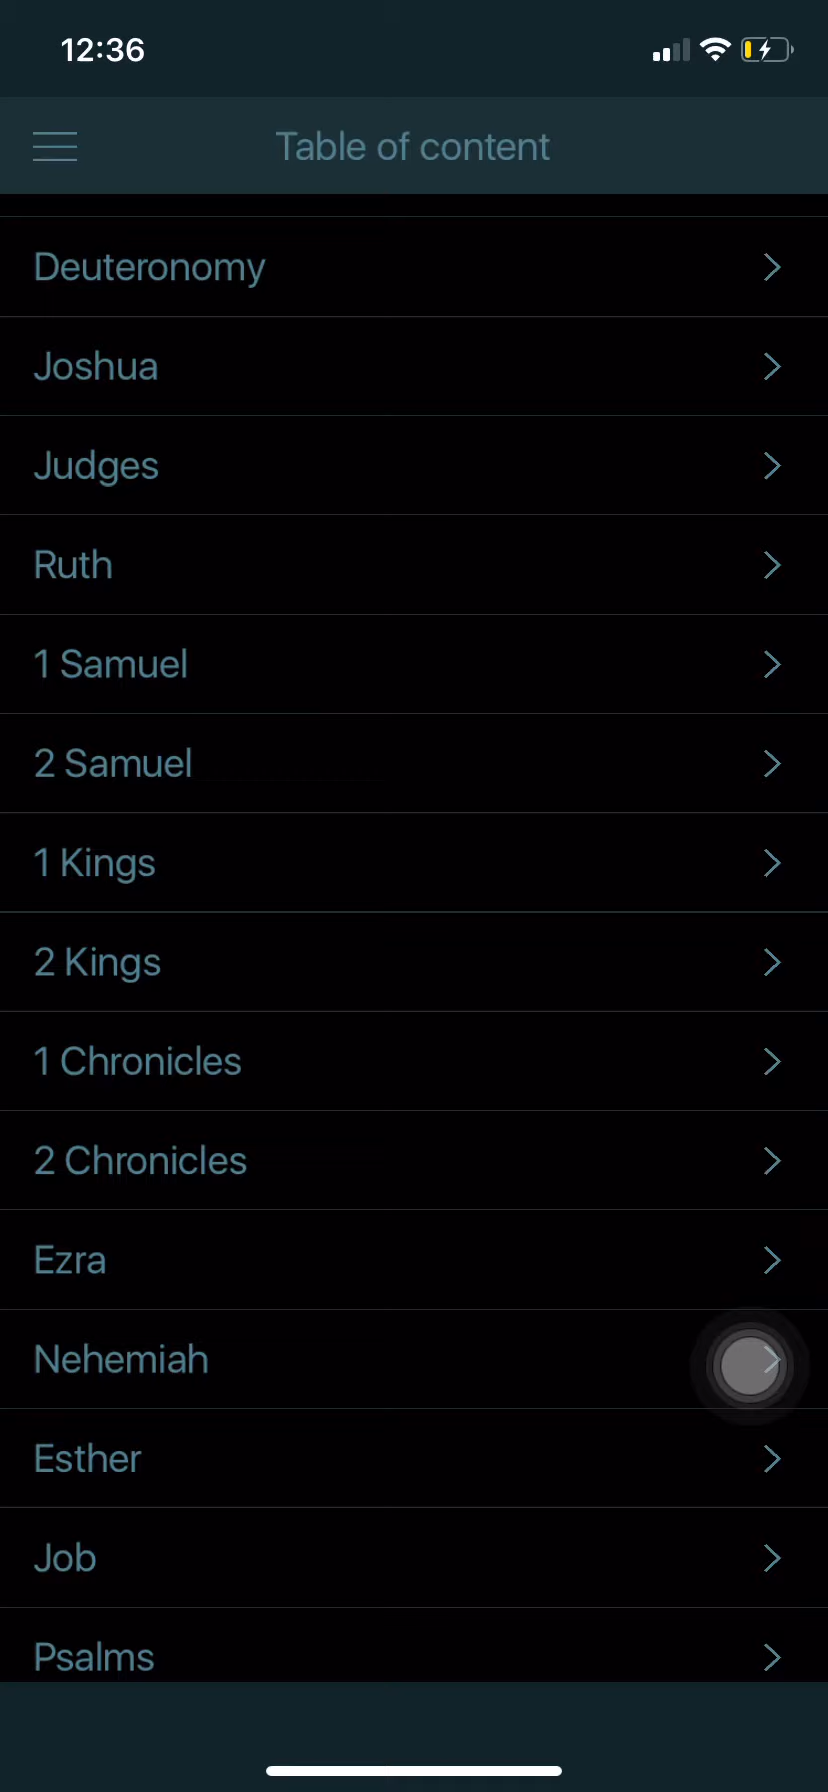 12:36
Table of content
Deuteronomy
Joshua
Judges
Ruth
1 Samuel
2 Samuel
1 Kings
2 Kings
1 Chronicles
2 Chronicles
Ezra
Nehemiah
Esther
Job
Psalms